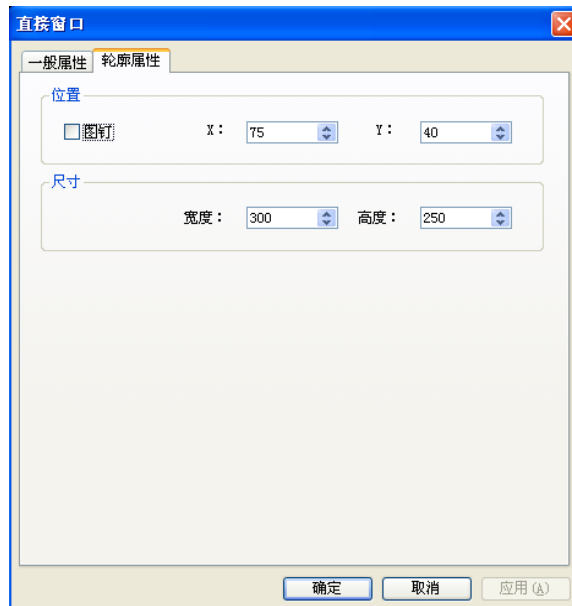 直接窗口
一般属性 轮廓属性
位置
图钉 X： 75 Y： 40
尺寸
宽度： 300 高度： 250
确定 取消 应用(A)